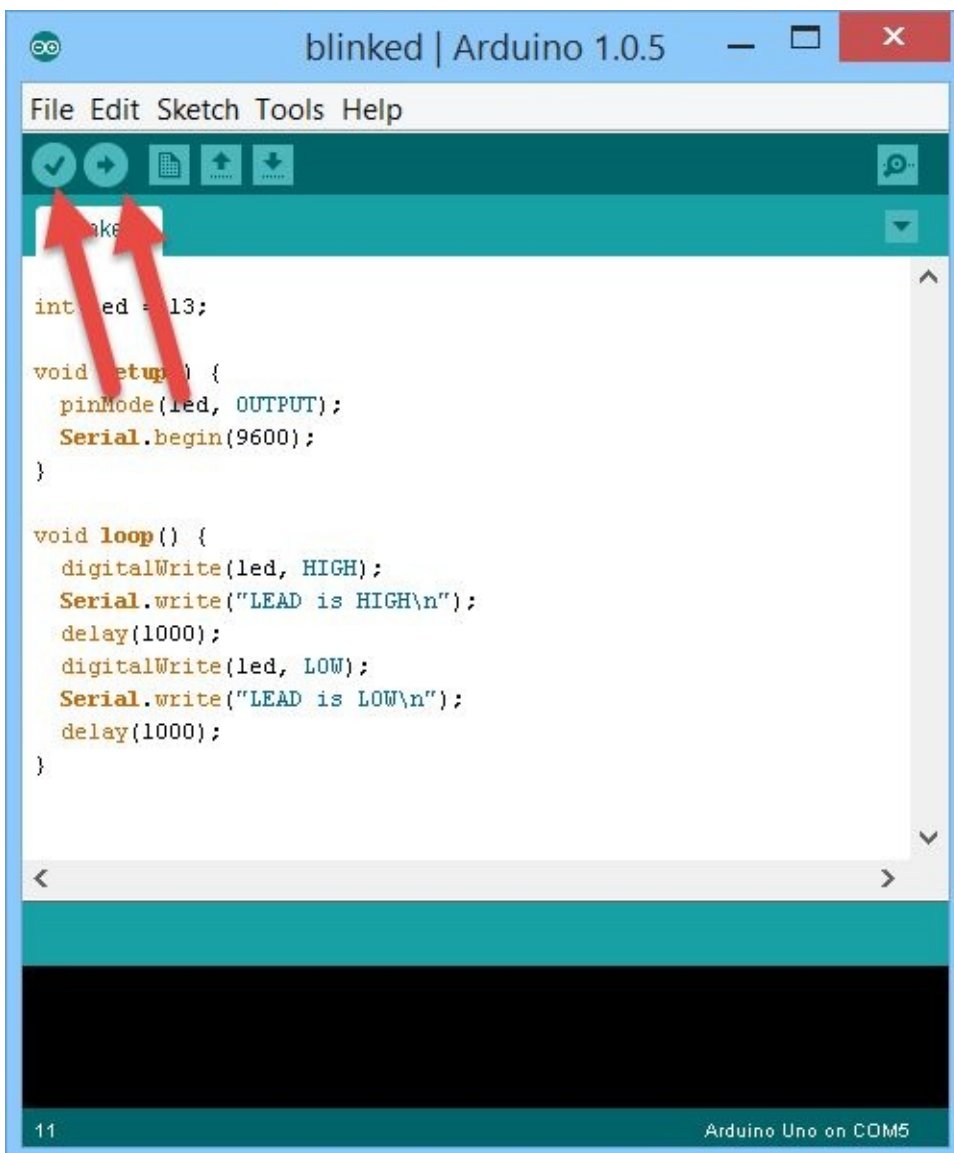 blinked | Arduino 1.0.5
File Edit Sketch Tools Help
int = 13;
void ) {
pinMode(led, OUTPUT);
Serial.begin(9600);
}
void loop() {
digitalWrite(led, HIGH);
Serial.write("LEAD is HIGH\n");
delay(1000);
digitalWrite(led, LOW);
Serial.write("LEAD is LOW\n");
delay(1000);
}
11
Arduino Uno on COM5